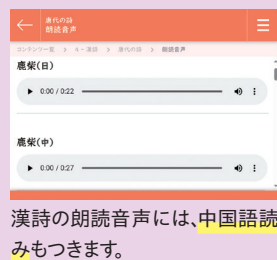 唐代の詩
朗読音声
コンテンツ一覧 > 6・漢詩 > 唐代の詩 > 朗読音声
鹿柴(日)
0:00 / 0:22
鹿柴(中)
0:00 / 0:27
漢詩の朗読音声には、中国語読
みもつきます。